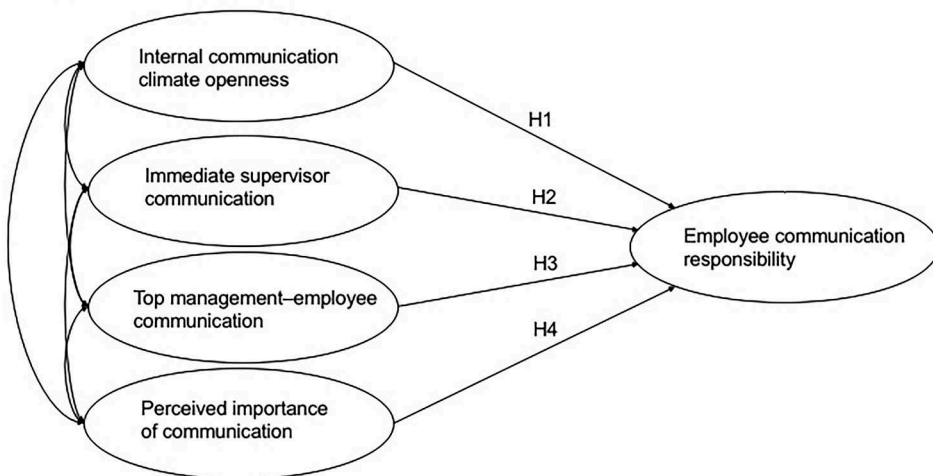 Internal communication
climate openness
H1
Immediate supervisor
communication
H2
Employee communication
responsibility
H3
Top management–employee
communication
H4
Perceived importance
of communication